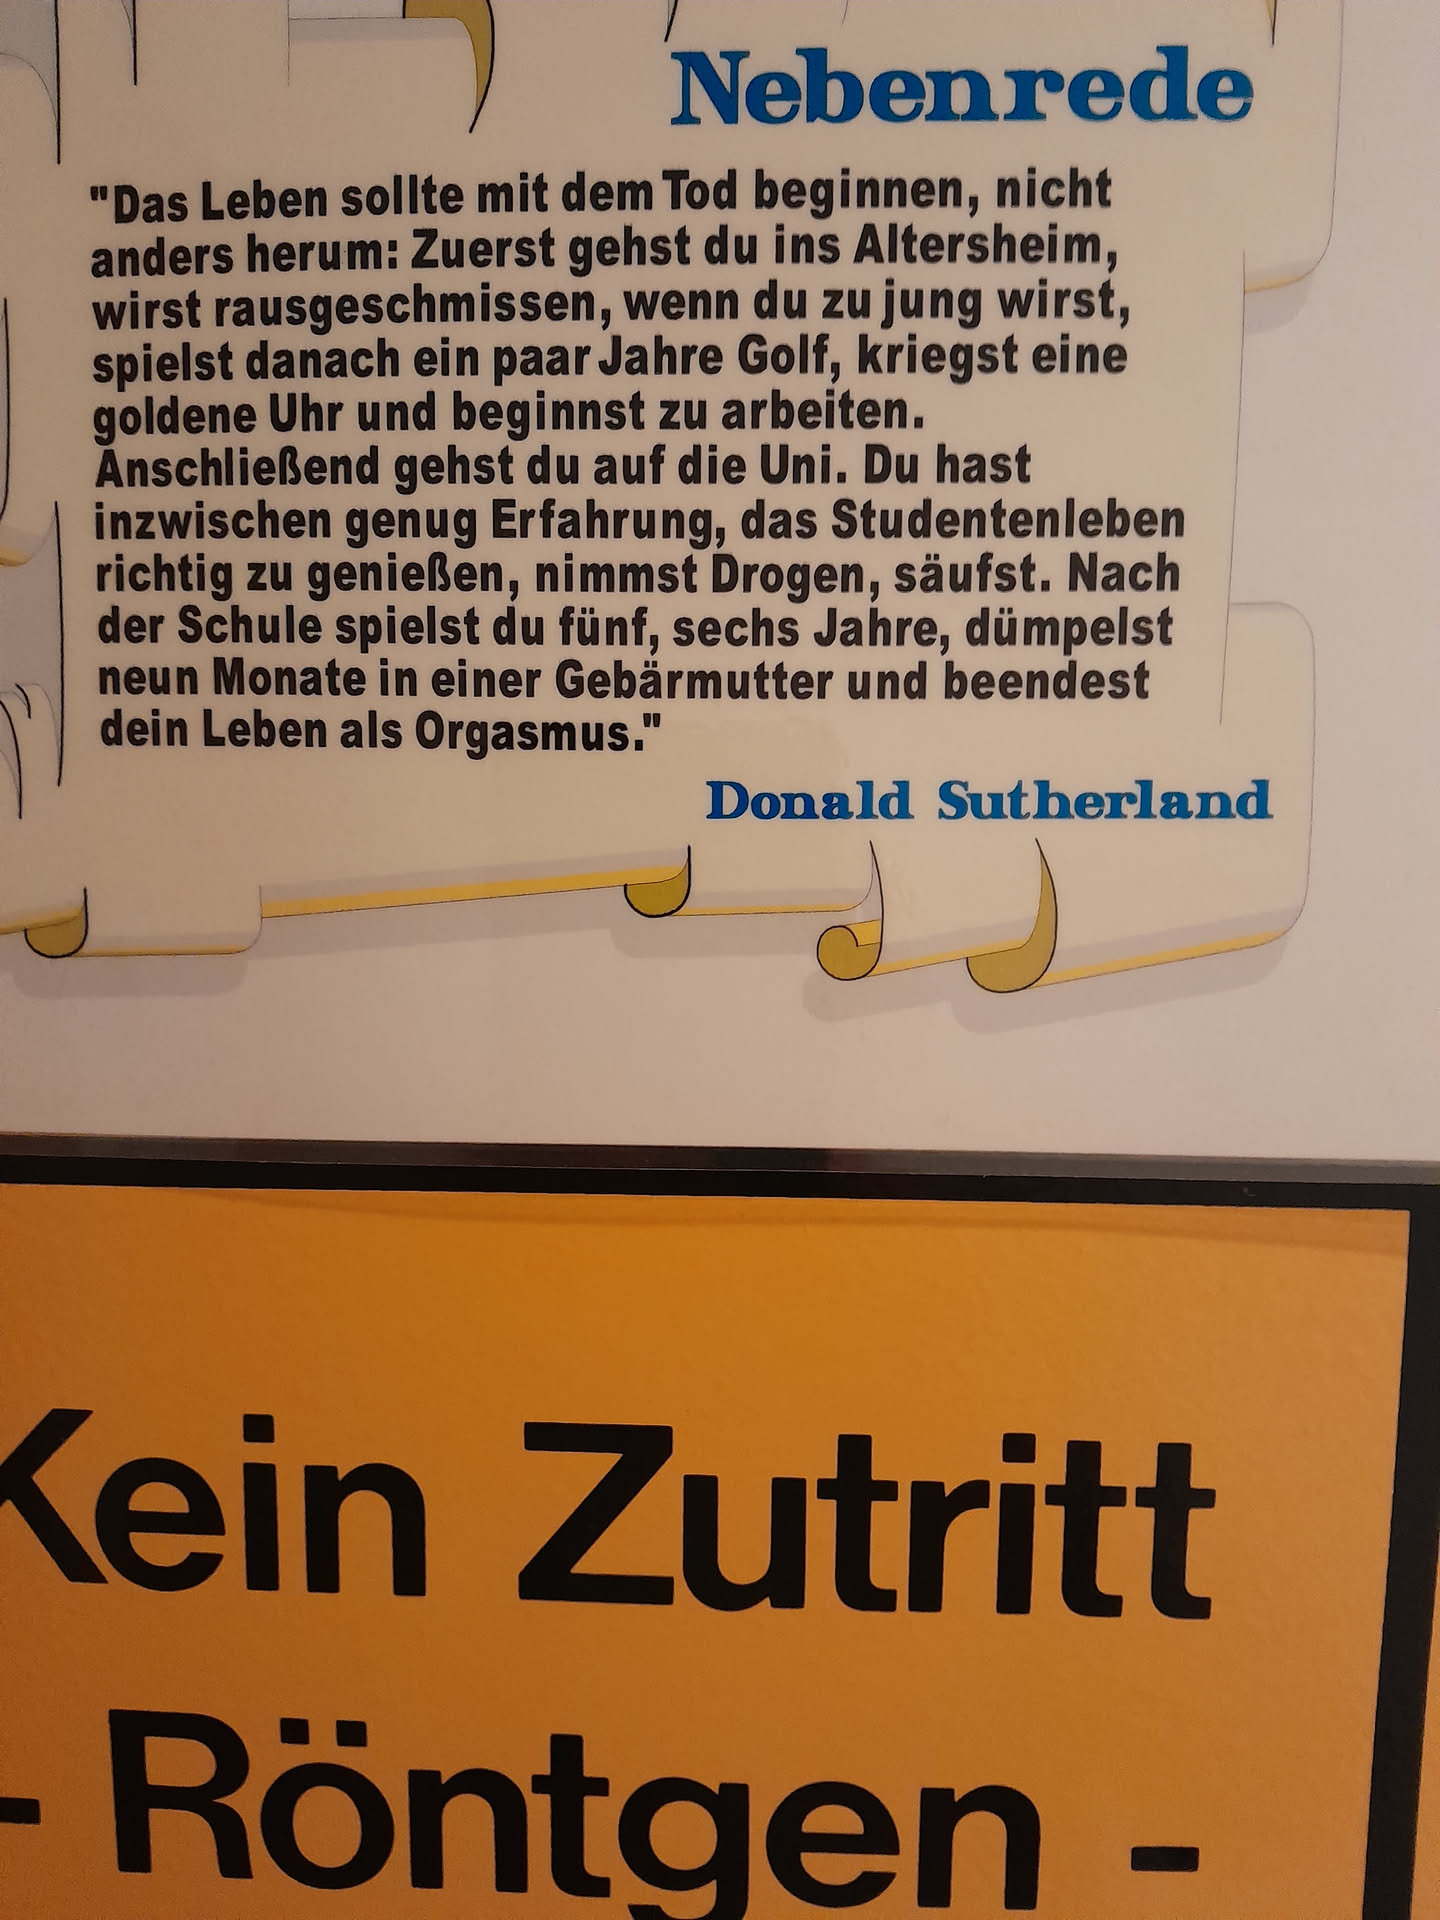 Nebenrede
"Das Leben sollte mit dem Tod beginnen, nicht
anders herum: Zuerst gehst du ins Altersheim,
wirst rausgeschmissen, wenn du zu jung wirst,
spielst danach ein paar Jahre Golf, kriegst eine
goldene Uhr und beginnst zu arbeiten.
Anschließend gehst du auf die Uni. Du hast
inzwischen genug Erfahrung, das Studentenleben
richtig zu genießen, nimmst Drogen, säufst. Nach
der Schule spielst du fünf, sechs Jahre, dümpelst
neun Monate in einer Gebärmutter und beendest
dein Leben als Orgasmus."
Donald Sutherland
Kein Zutritt
- Röntgen -